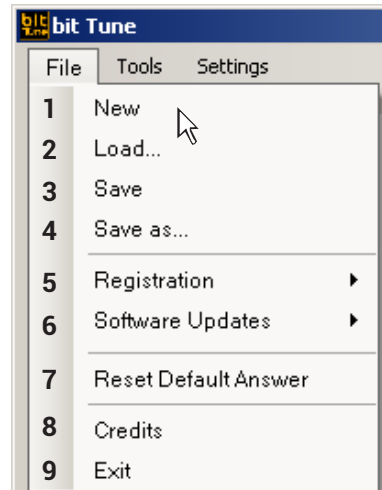 bit Tune bit Tune
File Tools Settings
1 New
2 Load...
3 Save
4 Save as...
5 Registration
6 Software Updates
7 Reset Default Answer
8 Credits
9 Exit